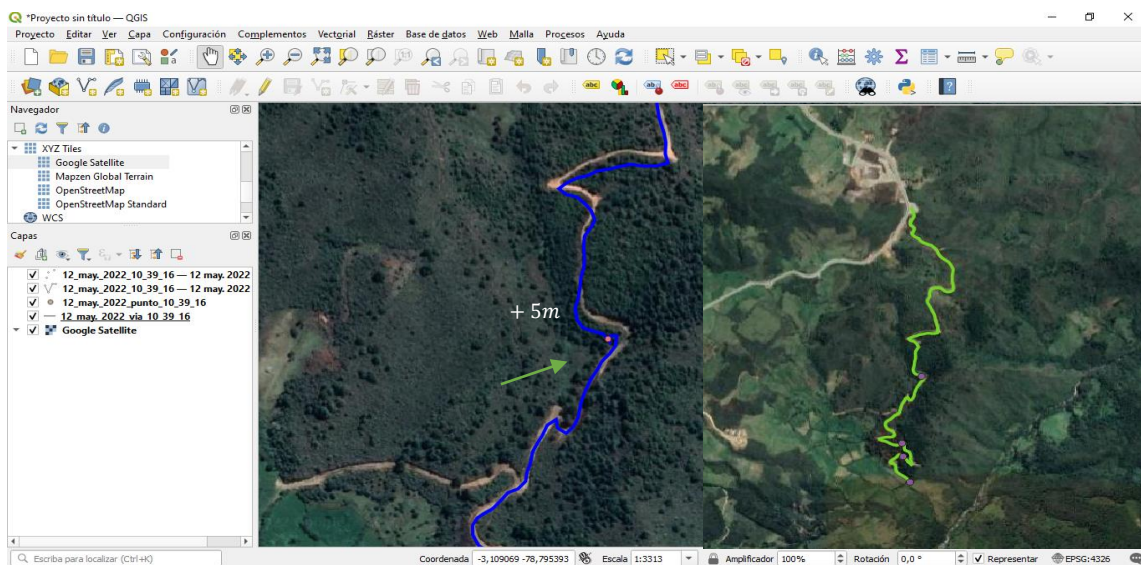 *Proyecto sin título — QGIS
Proyecto Editar Ver Capa Configuración Complementos Vectorial Ráster Base de datos Web Malla Procesos Ayuda
abc abc abc
Navegador
XYZ Tiles
Google Satellite
Mapzen Global Terrain
OpenStreetMap
OpenStreetMap Standard
WCS
Capas
12_may._2022_10_39_16 — 12 may. 2022
12_may._2022_10_39_16 — 12 may. 2022
12_may._2022_punto_10_39_16
12_may._2022_via_10_39_16
Google Satellite
+ 5m
Escriba para localizar (Ctrl+K)
Coordenada -3,109069 -78,795393 Escala 1:3313 Amplificador 100% Rotación 0,0 ° Representar EPSG:4326